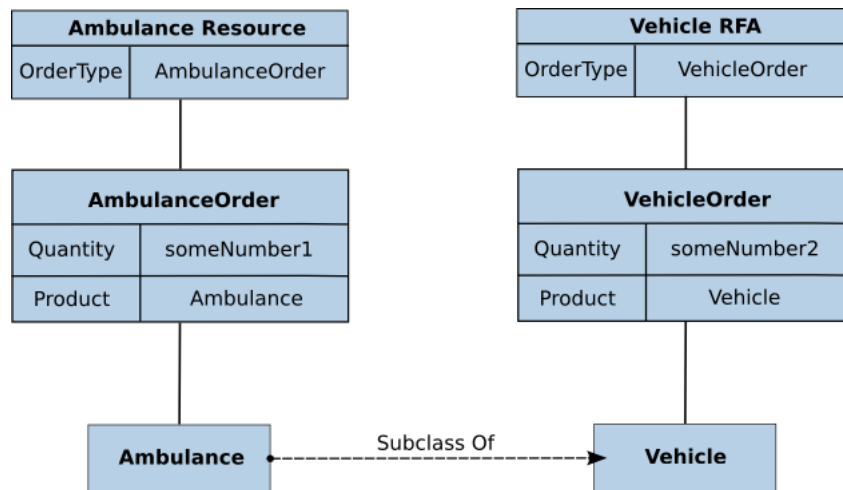 Ambulance Resource
OrderType AmbulanceOrder
Vehicle RFA
OrderType VehicleOrder
AmbulanceOrder
Quantity someNumber1
Product Ambulance
VehicleOrder
Quantity someNumber2
Product Vehicle
Ambulance
Subclass Of
Vehicle